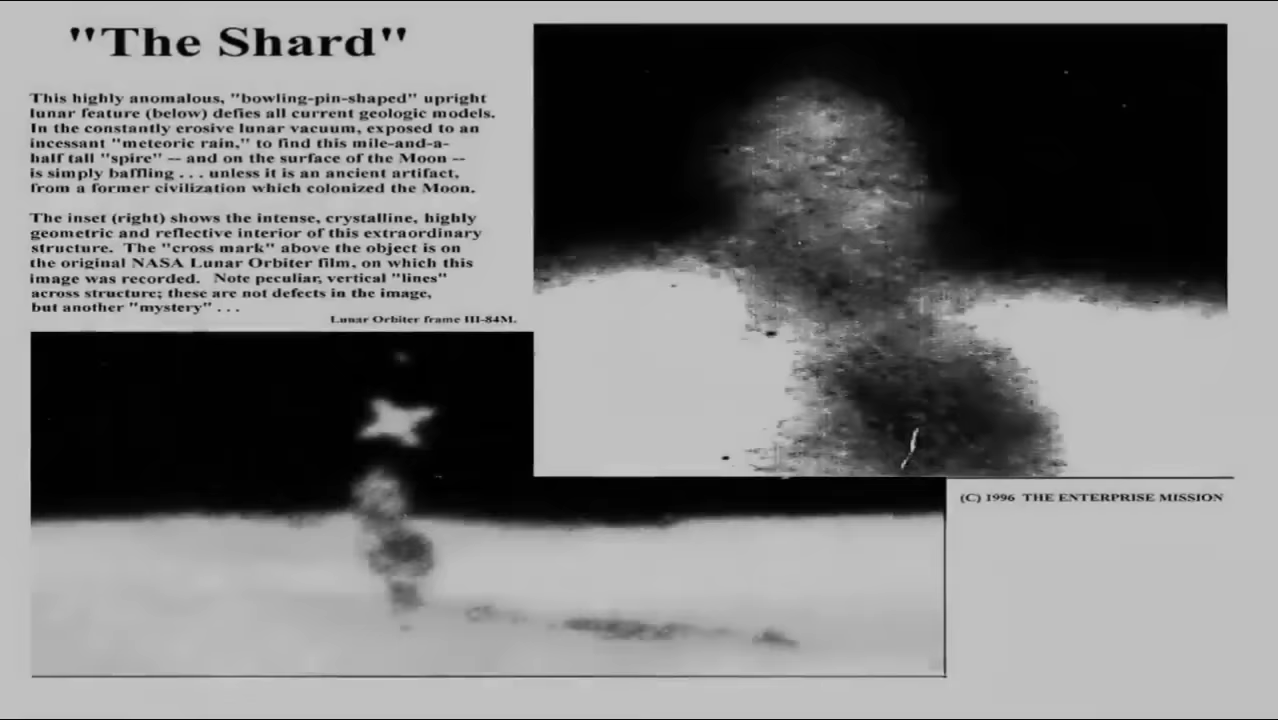 "The Shard"
This highly anomalous, "bowling-pin-shaped" upright
lunar feature (below) defies all current geologic models.
In the constantly erosive lunar vacuum, exposed to an
incessant "meteoric rain," to find this mile-and-a-
half tall "spire" -- and on the surface of the Moon --
is simply baffling . . . unless it is an ancient artifact,
from a former civilization which colonized the Moon.
The inset (right) shows the intense, crystalline, highly
geometric and reflective interior of this extraordinary
structure. The "cross mark" above the object is on
the original NASA Lunar Orbiter film, on which this
image was recorded. Note peculiar, vertical "lines"
across structure; these are not defects in the image,
but another "mystery" . . .
Lunar Orbiter frame III-84M.
(C) 1996 THE ENTERPRISE MISSION